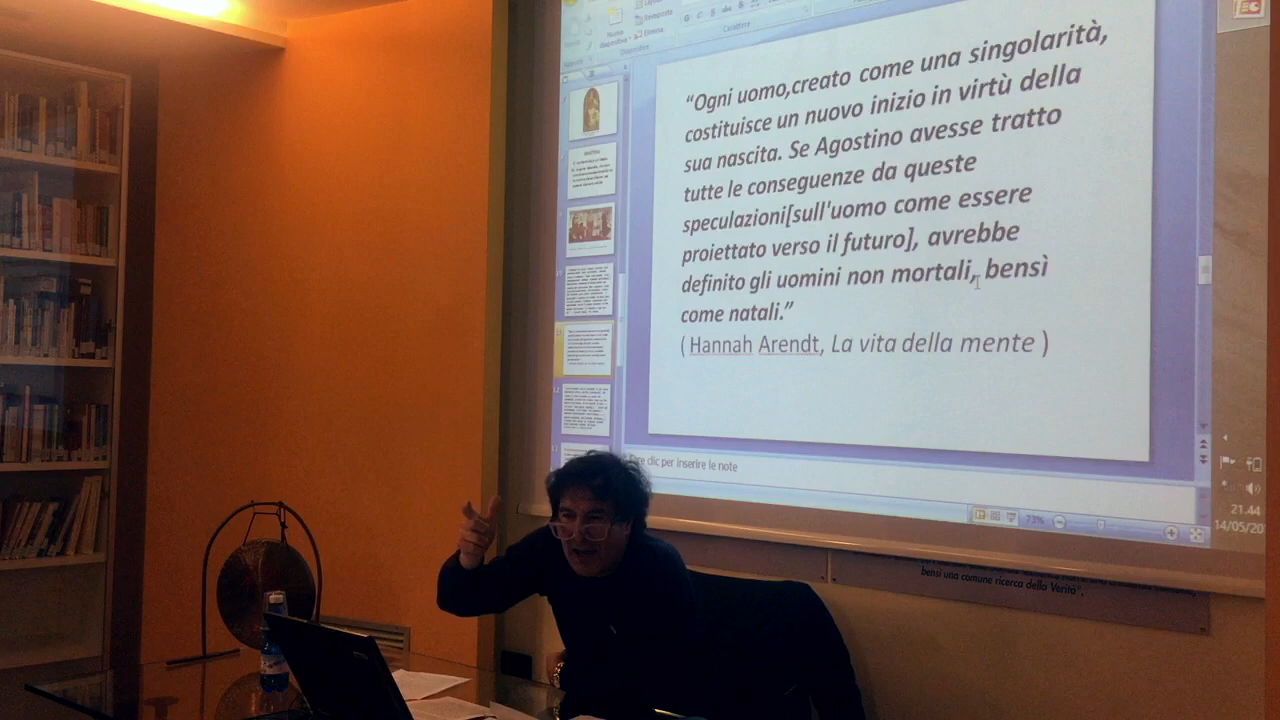 Elimina
Carattere
“Ogni uomo,creato come una singolarità,
costituisce un nuovo inizio in virtù della
sua nascita. Se Agostino avesse tratto
tutte le conseguenze da queste
speculazioni[sull'uomo come essere
proiettato verso il futuro], avrebbe
definito gli uomini non mortali, bensì
come natali.”
(Hannah Arendt, La vita della mente )
clic per inserire le note
73%
21.44
14/05/20
bensì una comune ricerca della Verità".